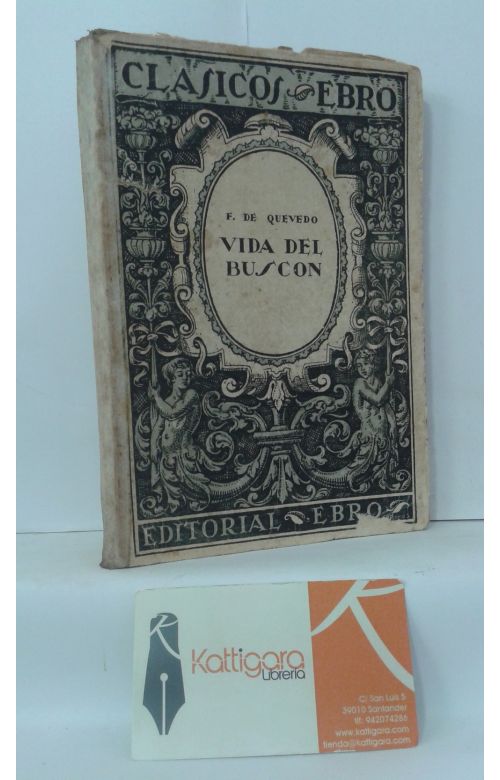 CLASICOS EBRO
F. DE QUEVEDO
VIDA DEL
BUSCON
EDITORIAL EBRO
K
Kattigara
Librería
C/ San Luis 5
39010 Santander
tlf: 942074286
www.kattigara.com
tienda@kattigara.com